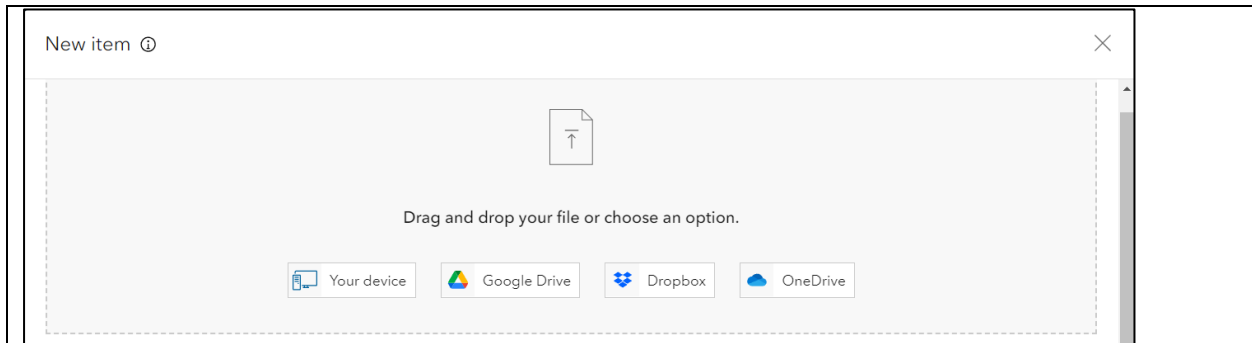 New item
Drag and drop your file or choose an option.
Your device Google Drive Dropbox OneDrive